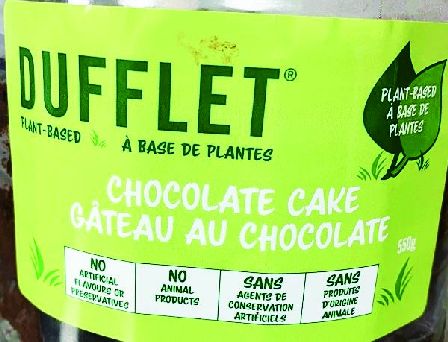 DUFFLET®
PLANT-BASED À BASE DE PLANTES
PLANT-BASED
À BASE DE
PLANTES
CHOCOLATE CAKE
GÂTEAU AU CHOCOLATE
550g
NO
ARTIFICIAL
FLAVOURS OR
PRESERVATIVES
NO
ANIMAL
PRODUCTS
SANS
AGENTS DE
CONSERVATION
ARTIFICIELS
SANS
PRODUITS
D'ORIGINE
ANIMALE